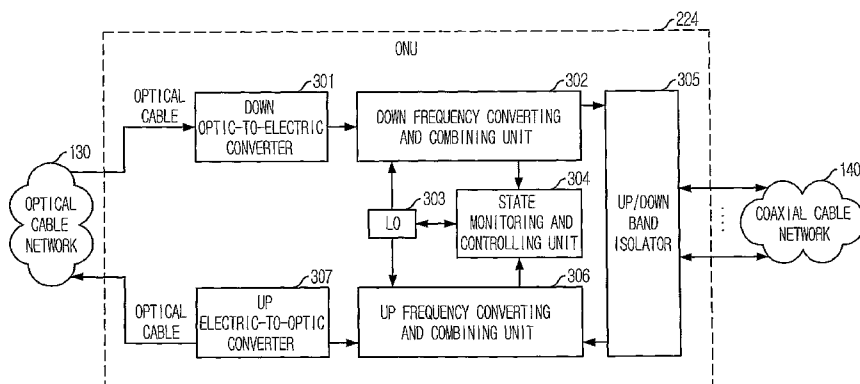 224
ONU
301
302
305
OPTICAL
CABLE
DOWN
OPTIC-TO-ELECTRIC
CONVERTER
DOWN FREQUENCY CONVERTING
AND COMBINING UNIT
130
OPTICAL
CABLE
NETWORK
303
LO
304
STATE
MONITORING AND
CONTROLLING UNIT
UP/DOWN
BAND
ISOLATOR
140
COAXIAL CABLE
NETWORK
307
306
OPTICAL
CABLE
UP
ELECTRIC-TO-OPTIC
CONVERTER
UP FREQUENCY CONVERTING
AND COMBINING UNIT